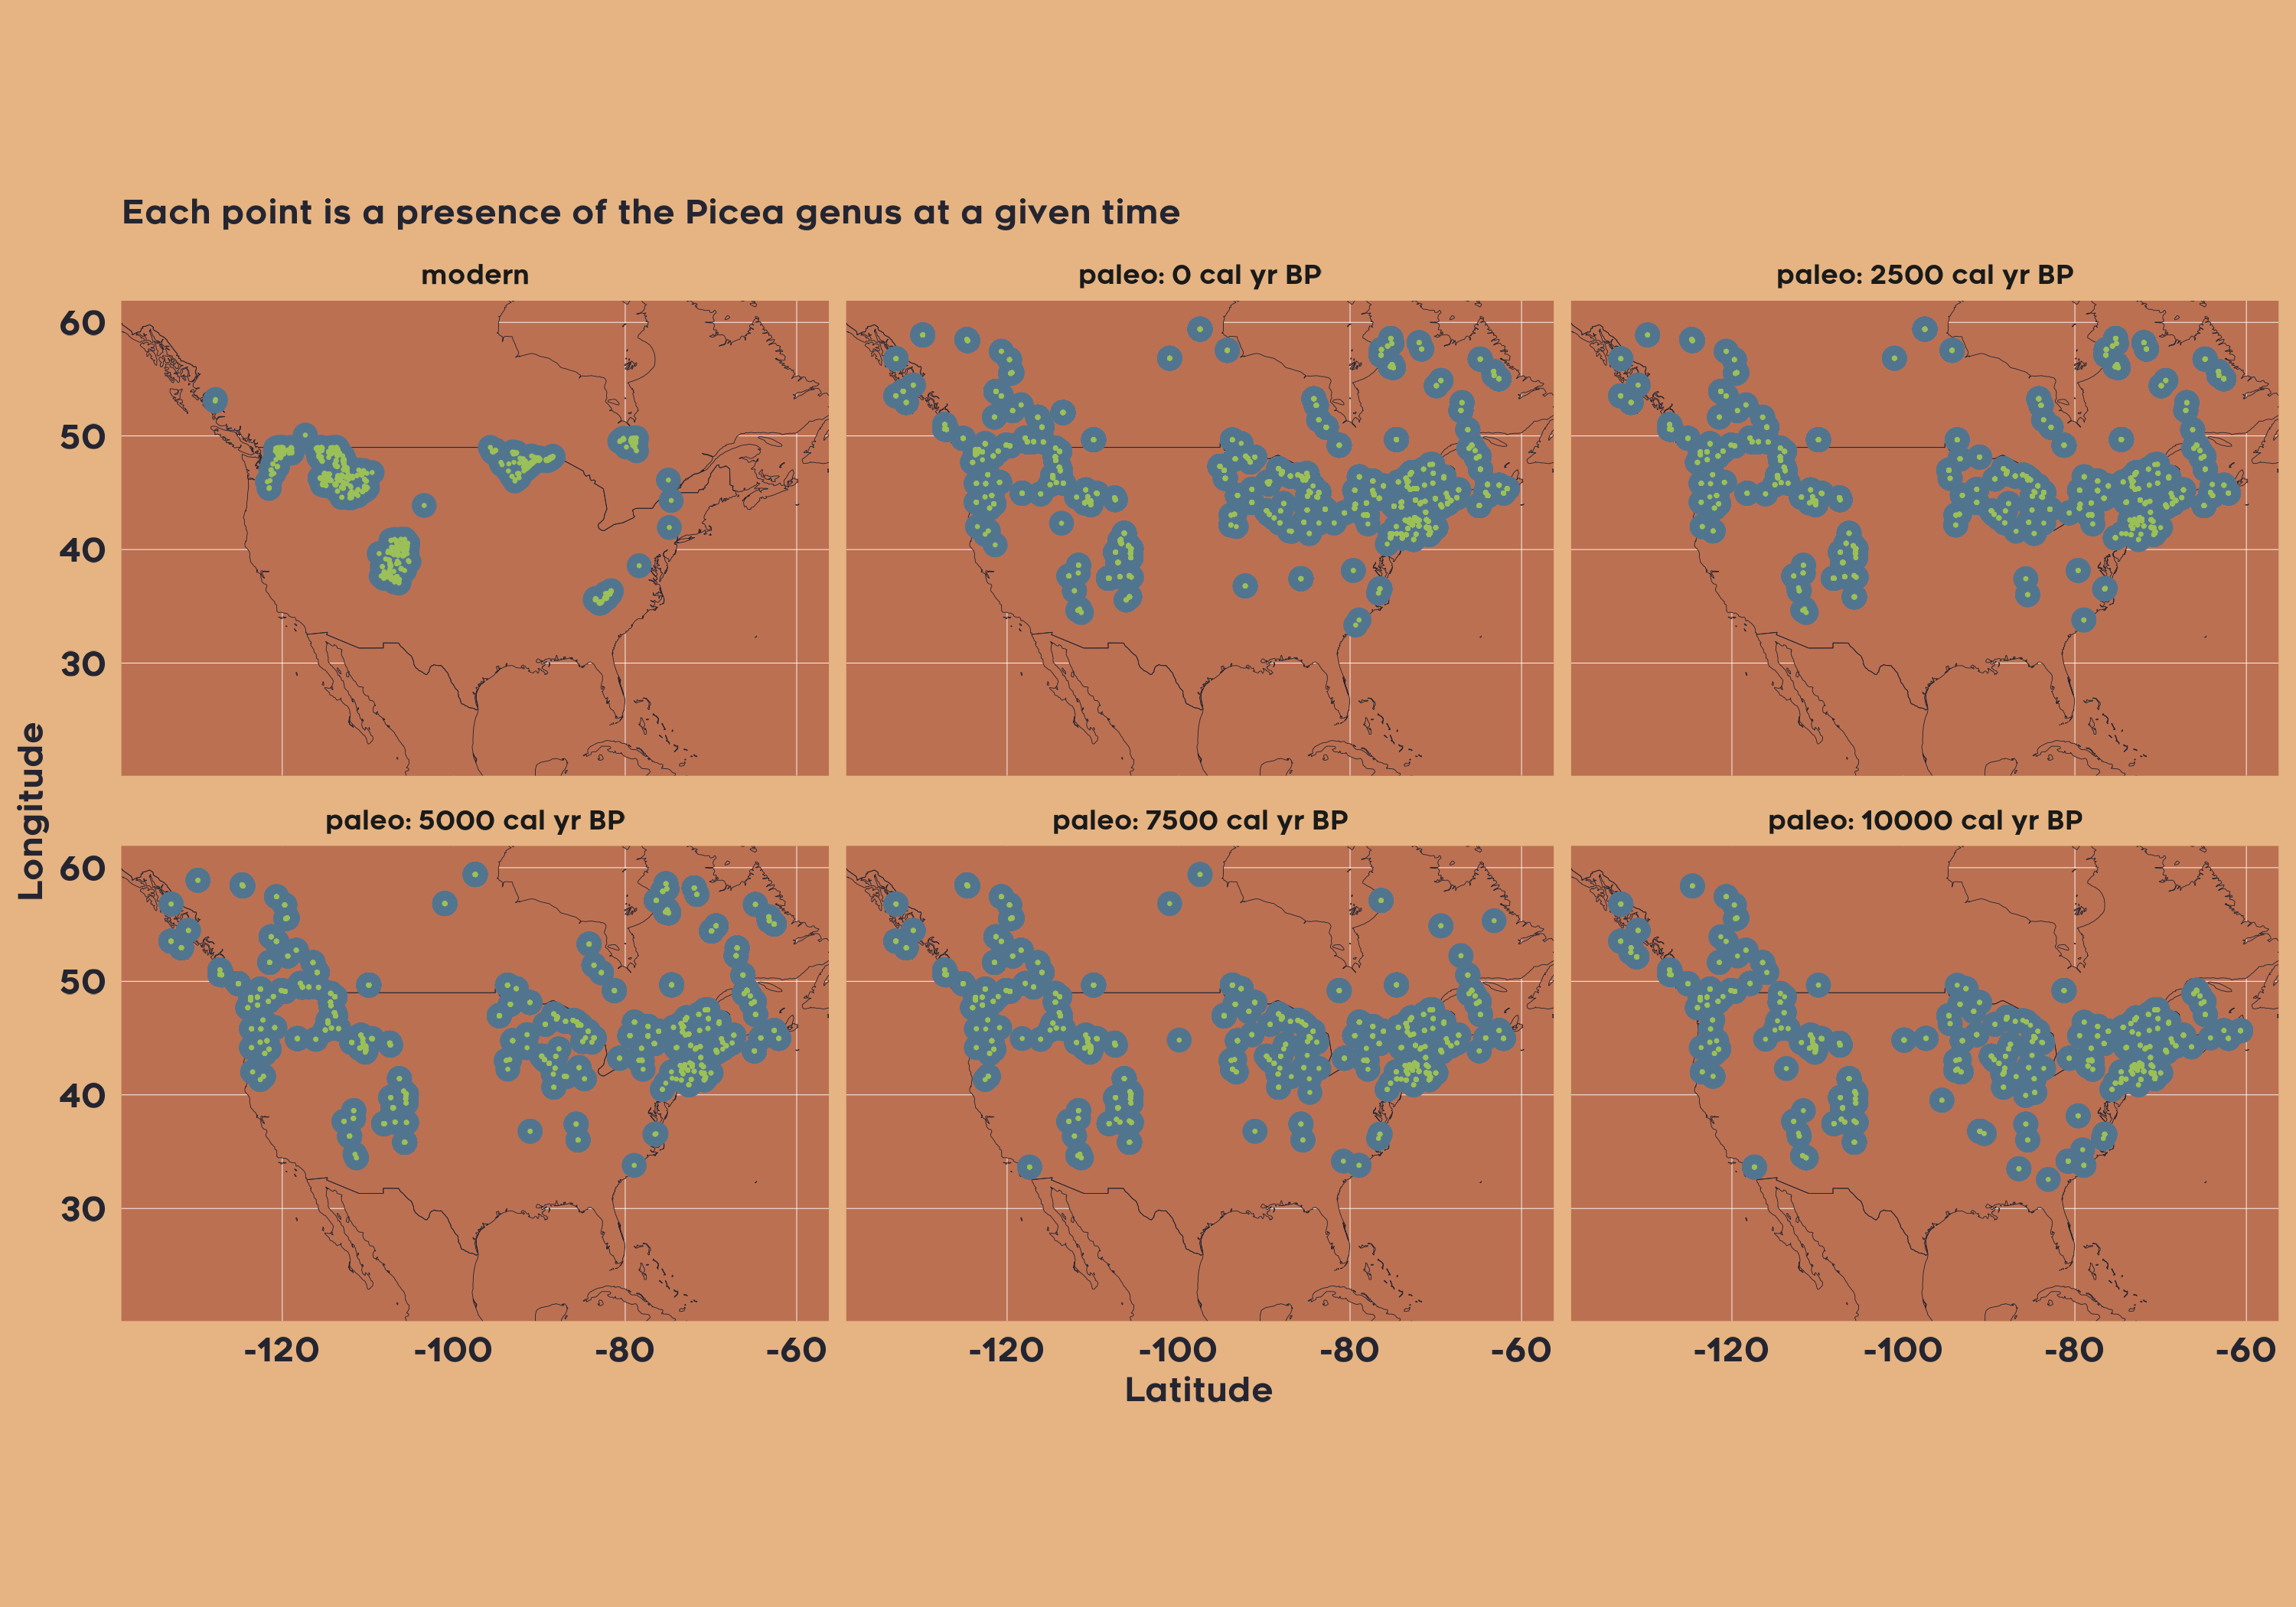 Each point is a presence of the Picea genus at a given time
modern
paleo: 0 cal yr BP
paleo: 2500 cal yr BP
60
50
40
30
Longitude
paleo: 5000 cal yr BP
paleo: 7500 cal yr BP
paleo: 10000 cal yr BP
60
50
40
30
-120 -100 -80 -60 -120 -100 -80 -60 -120 -100 -80 -60
Latitude